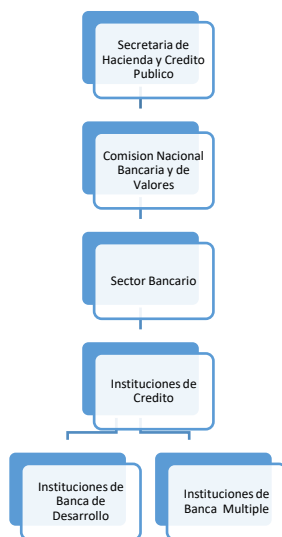 Secretaria de
Hacienda y Credito
Publico
Comision Nacional
Bancaria y de
Valores
Sector Bancario
Instituciones de
Credito
Instituciones de
Banca de
Desarrollo
Instituciones de
Banca Multiple